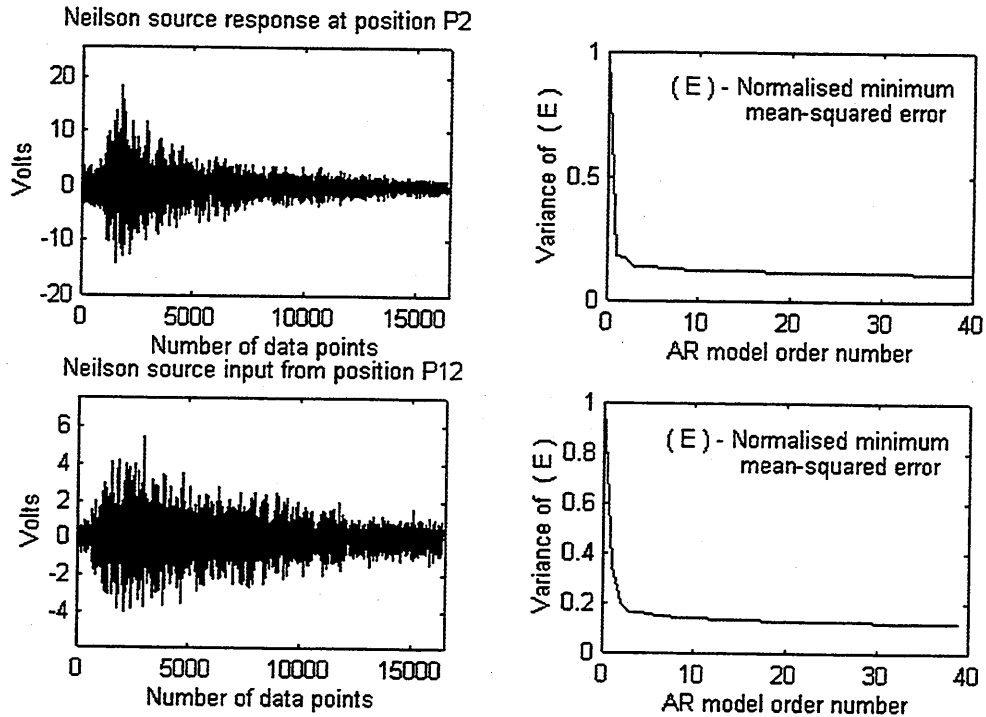 Neilson source response at position P2
20
10
0
-10
-20
Volts
0
5000
10000
15000
Number of data points
1
0.5
0
Variance of (E)
(E) - Normalised minimum
mean-squared error
0
10
20
30
40
AR model order number
Neilson source input from position P12
6
4
2
0
-2
-4
Volts
0
5000
10000
15000
Number of data points
1
0.8
0.6
0.4
0.2
0
Variance of (E)
(E) - Normalised minimum
mean-squared error
0
10
20
30
40
AR model order number